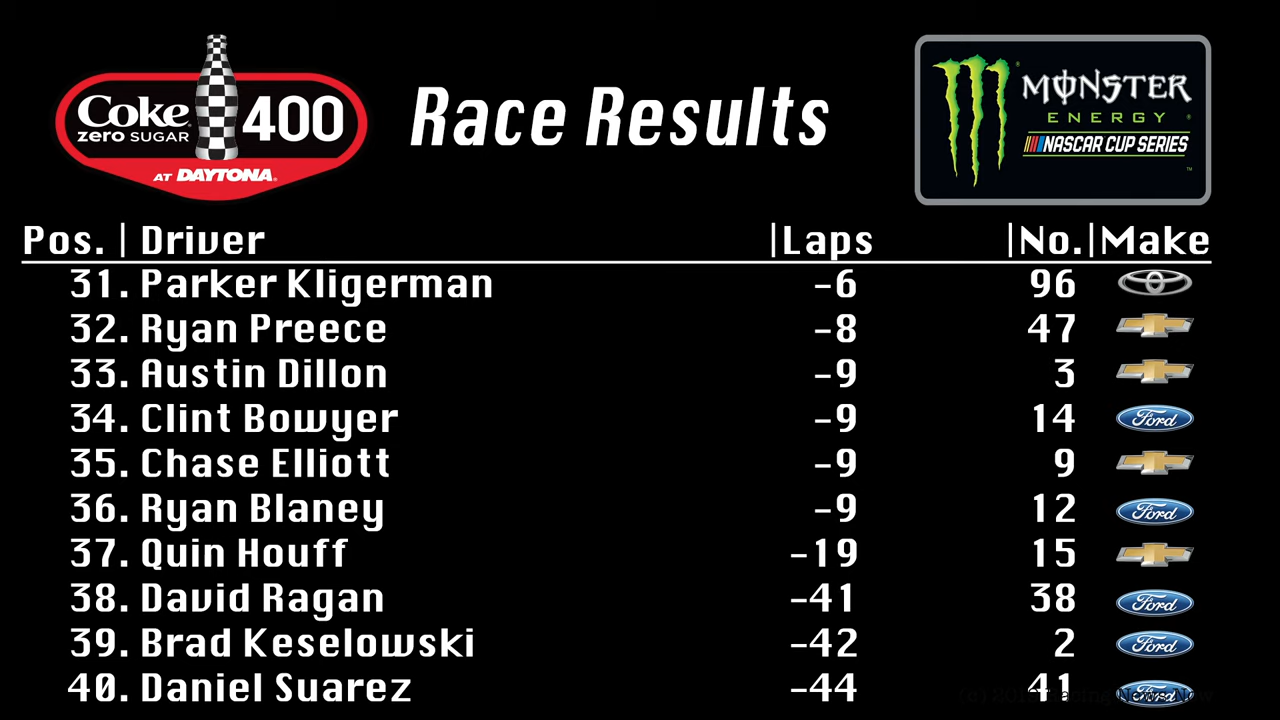 Coke zero SUGAR 400
AT DAYTONA
Race Results
MONSTER
ENERGY
NASCAR CUP SERIES
Pos. | Driver |Laps |No.|Make
31. Parker Kligerman -6 96
32. Ryan Preece -8 47
33. Austin Dillon -9 3
34. Clint Bowyer -9 14 Ford
35. Chase Elliott -9 9
36. Ryan Blaney -9 12 Ford
37. Quin Houff -19 15
38. David Ragan -41 38 Ford
39. Brad Keselowski -42 2 Ford
40. Daniel Suarez -44 41 Ford